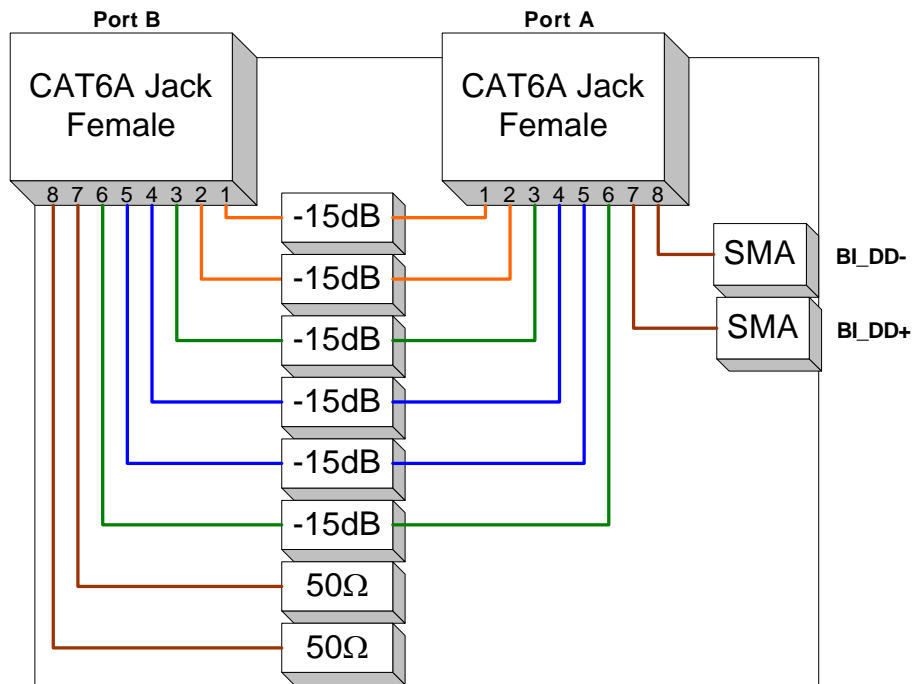 Port B
Port A
CAT6A Jack
Female
CAT6A Jack
Female
8 7 6 5 4 3 2 1
1 2 3 4 5 6 7 8
-15dB
-15dB
-15dB
-15dB
-15dB
-15dB
50Ω
50Ω
SMA
BI_DD-
SMA
BI_DD+